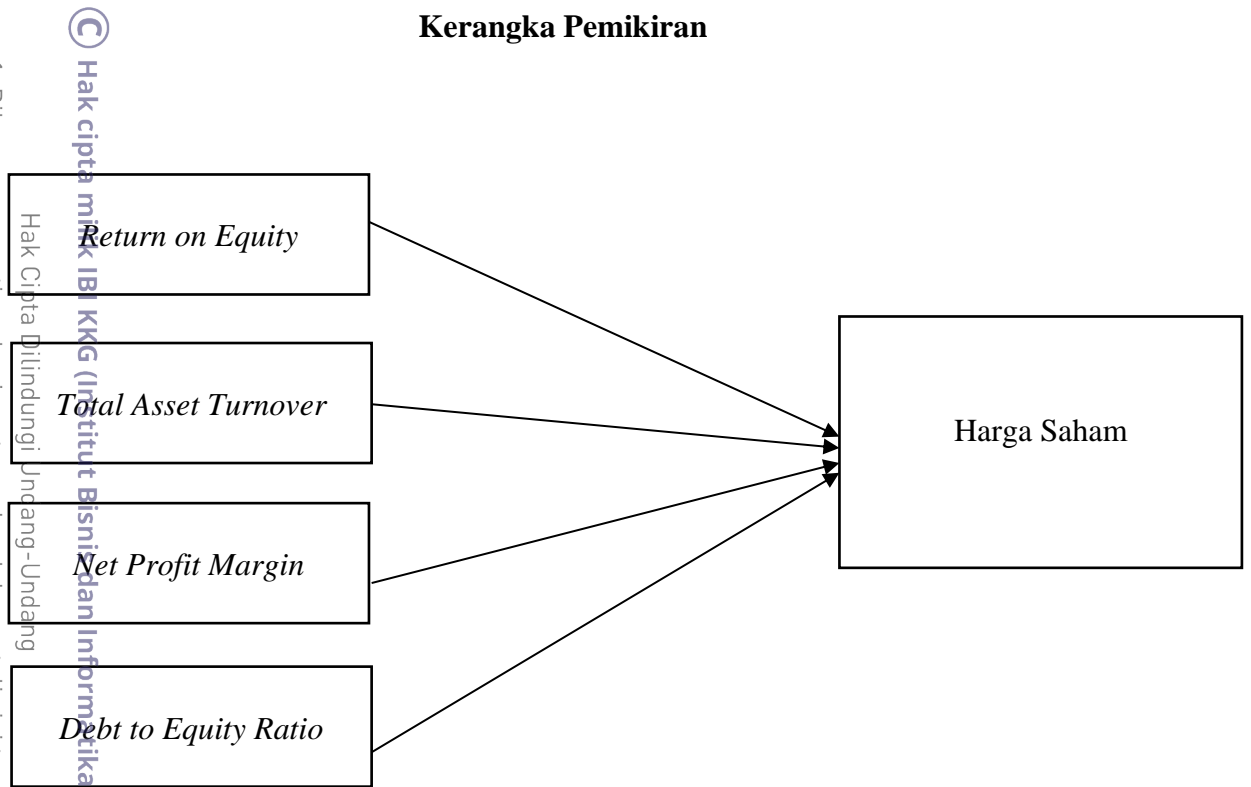 Kerangka Pemikiran
© Hak cipta milik IBI KKG (Institut Bisnis dan Informatika
Hak Cipta Dilindungi Undang-Undang
Return on Equity
Total Asset Turnover
Net Profit Margin
Debt to Equity Ratio
Harga Saham